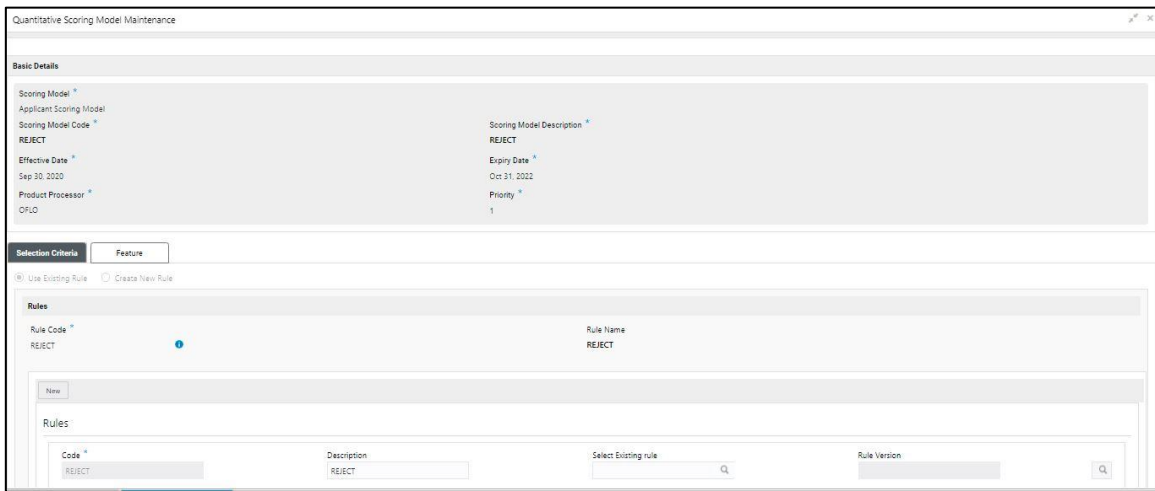 Quantitative Scoring Model Maintenance
Basic Details
Scoring Model *
Applicant Scoring Model
Scoring Model Code * Scoring Model Description *
REJECT REJECT
Effective Date * Expiry Date *
Sep 30, 2020 Oct 31, 2022
Product Processor * Priority *
OFLO 1
Selection Criteria Feature
Use Existing Rule Create New Rule
Rules
Rule Code * Rule Name
REJECT REJECT
New
Rules
Code * Description Select Existing rule Rule Version
REJECT REJECT